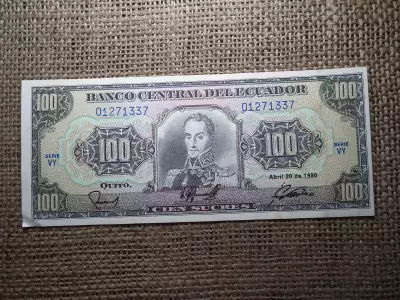 BANCO CENTRAL DEL ECUADOR
100 01271337 01271337 100
SERIE VY 100 100 SERIE VY
QUITO, Abril 20 de 1990
100 CIEN SUCRES 100